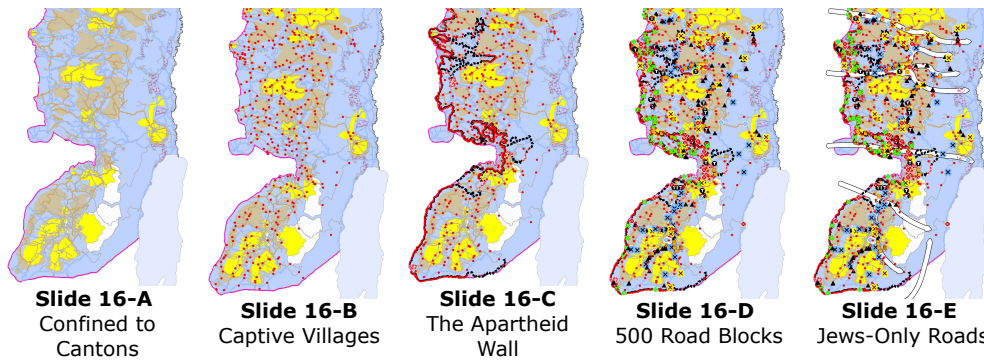 Slide 16-A
Confined to
Cantons
Slide 16-B
Captive Villages
Slide 16-C
The Apartheid
Wall
Slide 16-D
500 Road Blocks
Slide 16-E
Jews-Only Roads